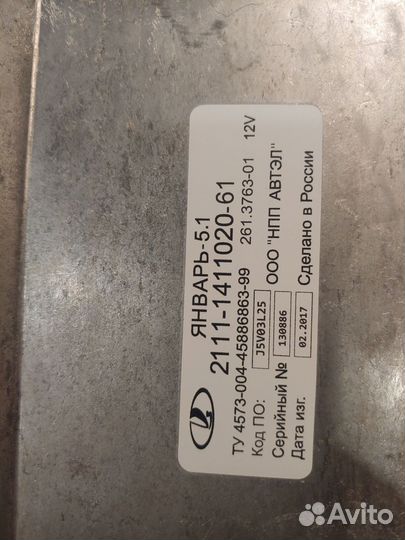 ЯНВАРЬ-5.1
2111-1411020-61
261.3763-01 12V
ТУ 4573-004-45886863-99
Код ПО: J5V03L25 ООО "НПП АВТЭЛ"
Серийный № 130886
Дата изг. 02.2017 Сделано в России
Avito